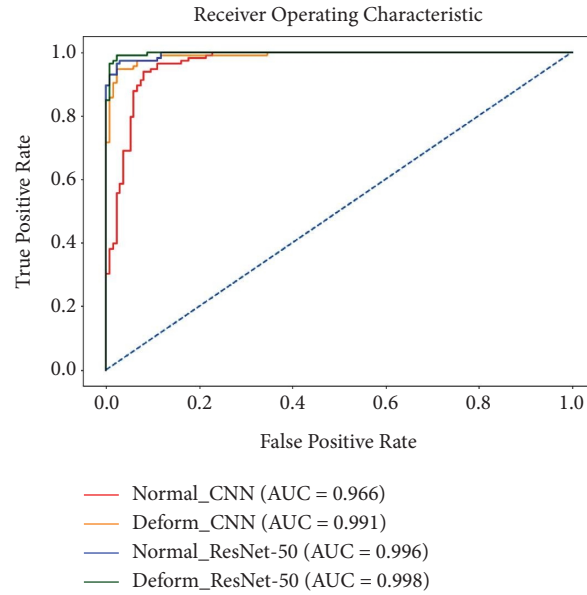 Receiver Operating Characteristic
1.0
0.8
0.6
0.4
0.2
0.0
True Positive Rate
0.0 0.2 0.4 0.6 0.8 1.0
False Positive Rate
Normal_CNN (AUC = 0.966)
Deform_CNN (AUC = 0.991)
Normal_ResNet-50 (AUC = 0.996)
Deform_ResNet-50 (AUC = 0.998)